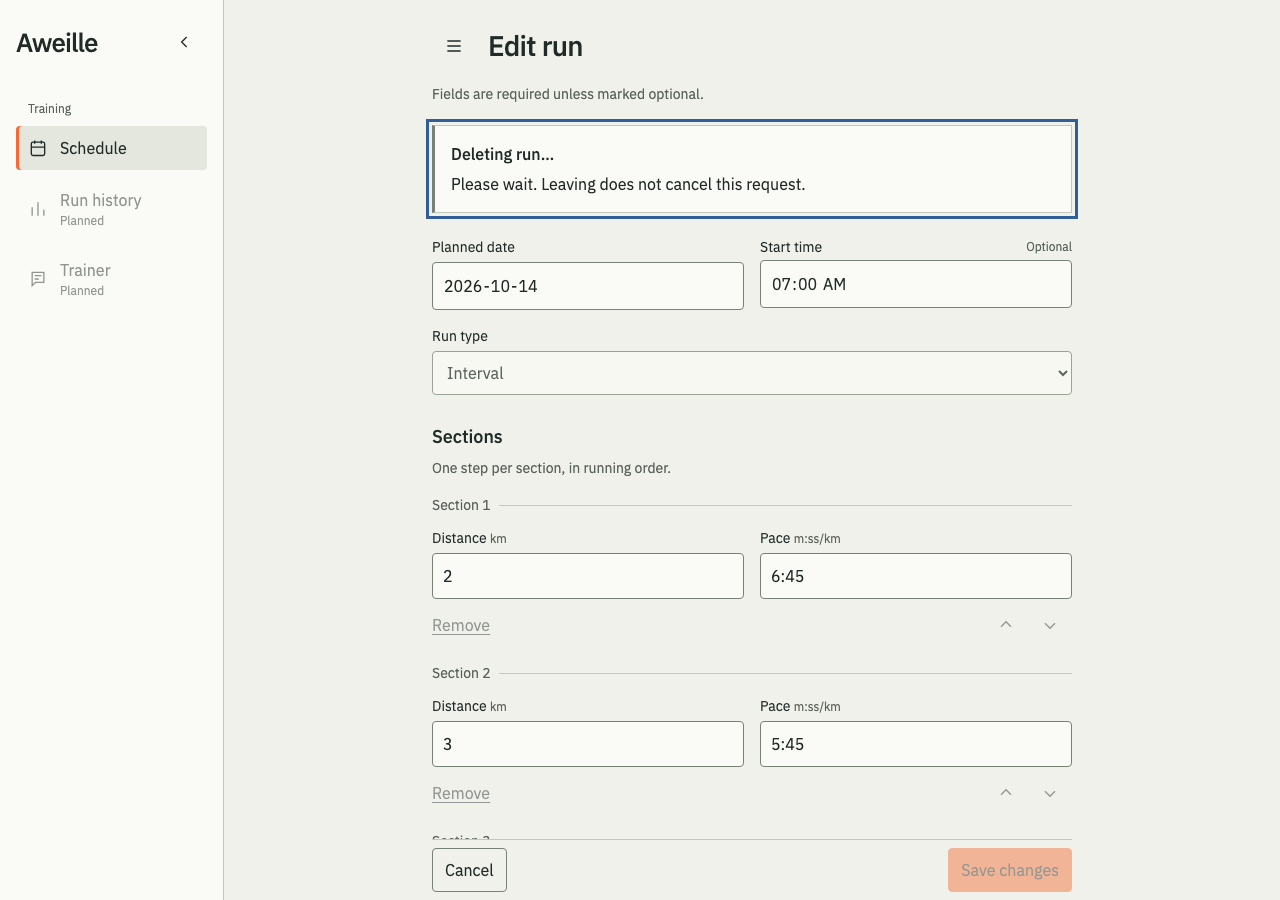 Aweille
Training
Schedule
Run history
Planned
Trainer
Planned
Edit run
Fields are required unless marked optional.
Deleting run…
Please wait. Leaving does not cancel this request.
Planned date
Start time Optional
2026-10-14
07:00 AM
Run type
Interval
Sections
One step per section, in running order.
Section 1
Distance km
Pace m:ss/km
2
6:45
Remove
Section 2
Distance km
Pace m:ss/km
3
5:45
Remove
Cancel
Save changes